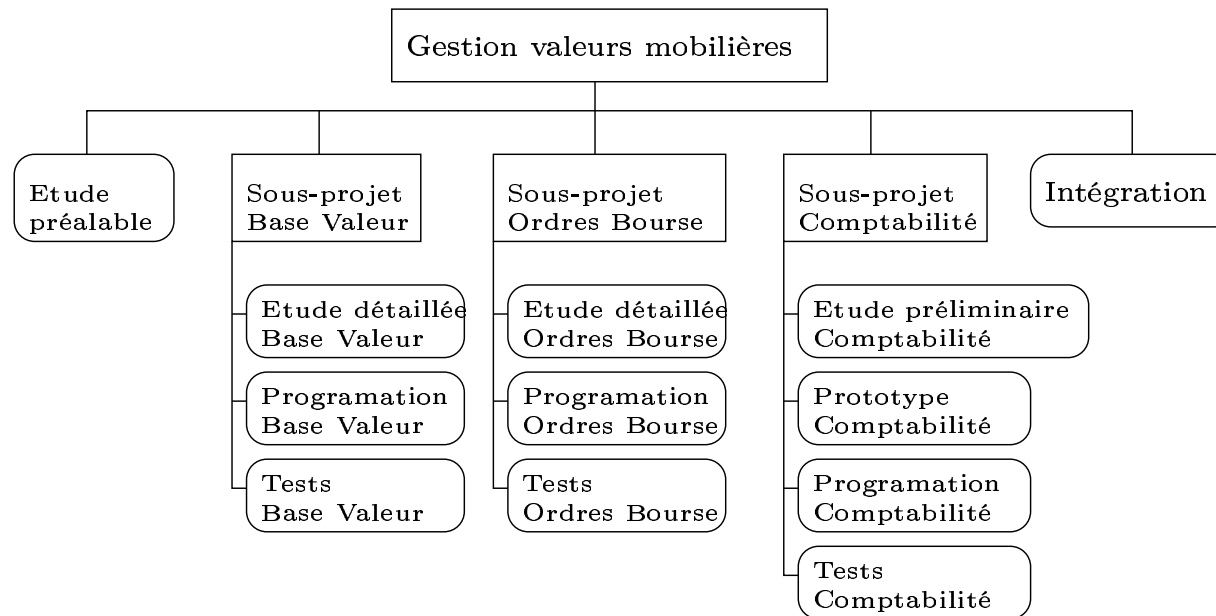 Gestion valeurs mobilières
Etude
préalable
Sous-projet
Base Valeur
Sous-projet
Ordres Bourse
Sous-projet
Comptabilité
Intégration
Etude détaillée
Base Valeur
Programation
Base Valeur
Tests
Base Valeur
Etude détaillée
Ordres Bourse
Programation
Ordres Bourse
Tests
Ordres Bourse
Etude préliminaire
Comptabilité
Prototype
Comptabilité
Programation
Comptabilité
Tests
Comptabilité